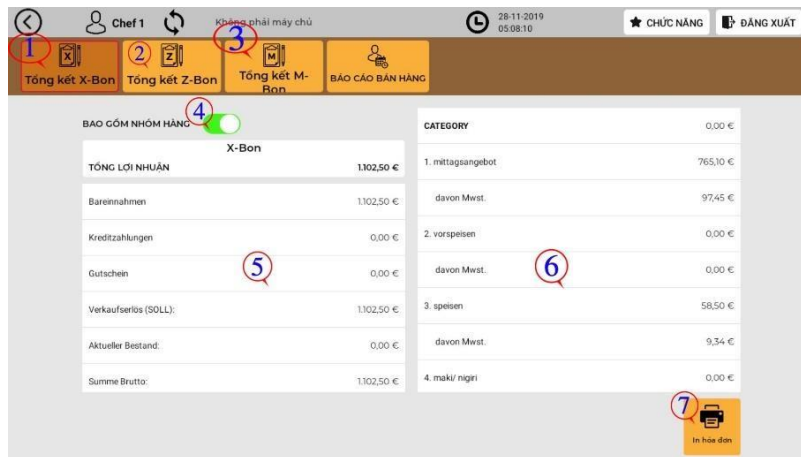 Chef 1
Không phải máy chủ
28-11-2019
05:08:10
CHỨC NĂNG
ĐĂNG XUẤT
1
2
3
X
Z
M
Tổng kết X-Bon
Tổng kết Z-Bon
Tổng kết M-
Bon
BÁO CÁO BÁN HÀNG
4
BAO GỒM NHÓM HÀNG
X-Bon
TỔNG LỢI NHUẬN 1.102,50 €
Bareinnahmen 1.102,50 €
Kreditzahlungen 0,00 €
Gutschein 0,00 €
5
Verkaufserlös (SOLL): 1.102,50 €
Aktueller Bestand: 0,00 €
Summe Brutto: 1.102,50 €
CATEGORY 0,00 €
1. mittagsangebot 765,10 €
davon Mwst. 97,45 €
2. vorspeisen 0,00 €
davon Mwst. 0,00 €
6
3. speisen 58,50 €
davon Mwst. 9,34 €
4. maki/ nigiri 0,00 €
7
In hóa đơn